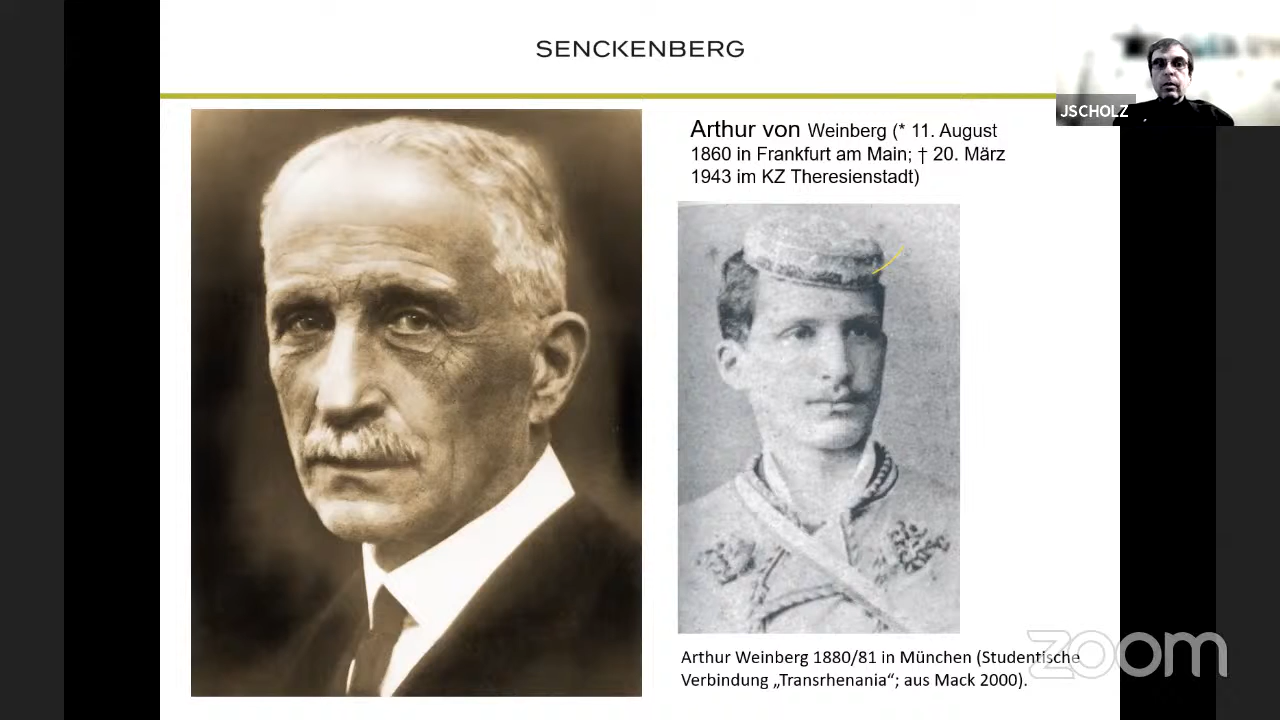 SENCKENBERG
JSCHOLZ
Arthur von Weinberg (* 11. August
1860 in Frankfurt am Main; † 20. März
1943 im KZ Theresienstadt)
Arthur Weinberg 1880/81 in München (Studentische
Verbindung „Transrhenania“; aus Mack 2000).
zoom